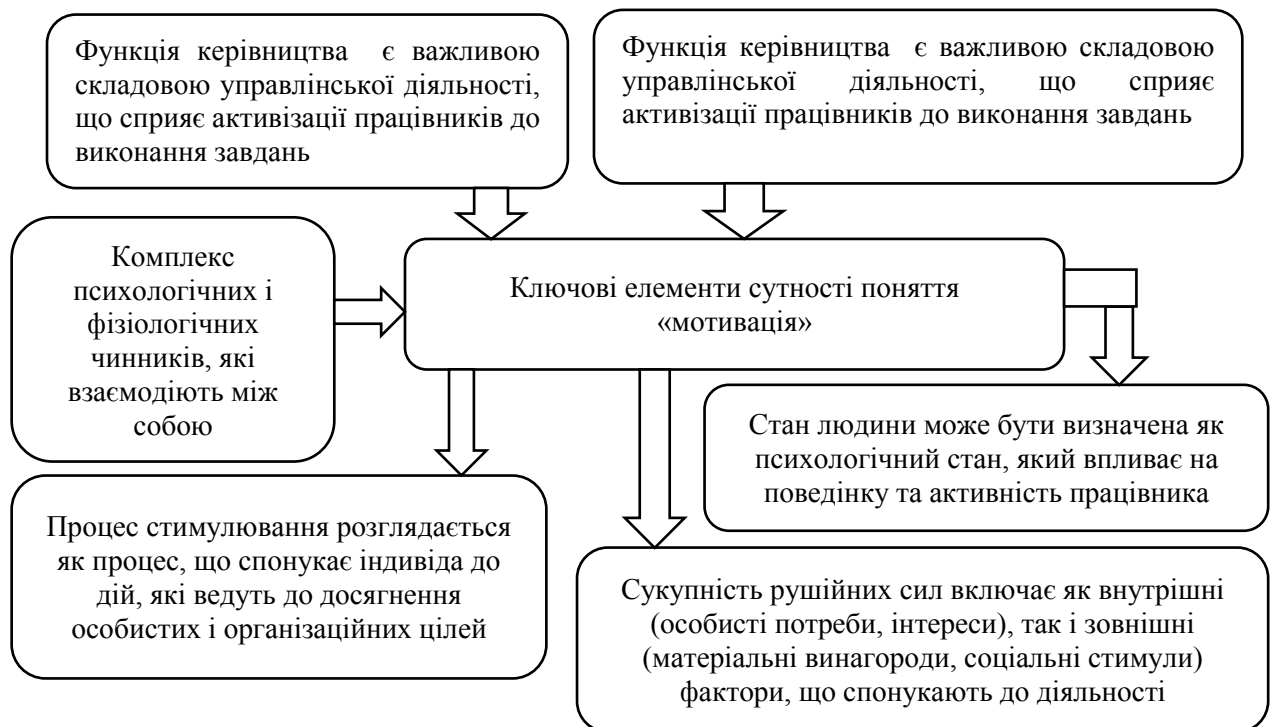 Функція керівництва є важливою
складовою управлінської діяльності,
що сприяє активізації працівників до
виконання завдань
Функція керівництва є важливою складовою
управлінської діяльності, що сприяє
активізації працівників до виконання завдань
Комплекс
психологічних і
фізіологічних
чинників, які
взаємодіють між
собою
Ключові елементи сутності поняття
«мотивація»
Стан людини може бути визначена як
психологічний стан, який впливає на
поведінку та активність працівника
Процес стимулювання розглядається
як процес, що спонукає індивіда до
дій, які ведуть до досягнення
особистих і організаційних цілей
Сукупність рушійних сил включає як внутрішні
(особисті потреби, інтереси), так і зовнішні
(матеріальні винагороди, соціальні стимули)
фактори, що спонукають до діяльності